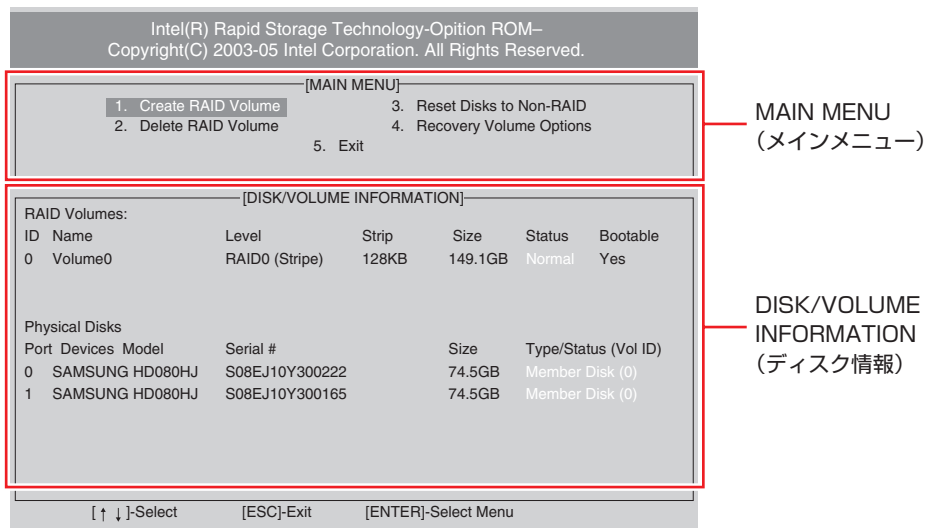 Intel(R) Rapid Storage Technology-Opition ROM–
Copyright(C) 2003-05 Intel Corporation. All Rights Reserved.
[MAIN MENU]
1. Create RAID Volume 3. Reset Disks to Non-RAID
2. Delete RAID Volume 4. Recovery Volume Options
5. Exit
MAIN MENU
（メインメニュー）
[DISK/VOLUME INFORMATION]
RAID Volumes:
ID Name Level Strip Size Status Bootable
0 Volume0 RAID0 (Stripe) 128KB 149.1GB Normal Yes
Physical Disks
Port Devices Model Serial # Size Type/Status (Vol ID)
0 SAMSUNG HD080HJ S08EJ10Y300222 74.5GB Member Disk (0)
1 SAMSUNG HD080HJ S08EJ10Y300165 74.5GB Member Disk (0)
DISK/VOLUME
INFORMATION
（ディスク情報）
[↑ ↓]-Select [ESC]-Exit [ENTER]-Select Menu